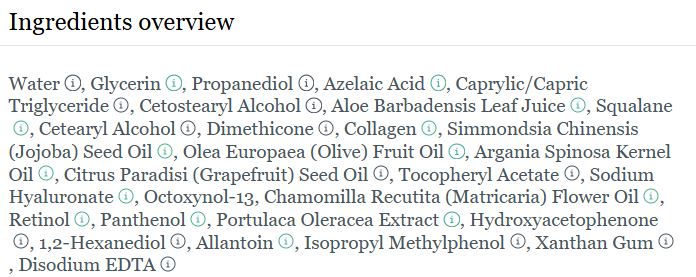 Ingredients overview
Water ⓘ, Glycerin ⓘ, Propanediol ⓘ, Azelaic Acid ⓘ, Caprylic/Capric
Triglyceride ⓘ, Cetostearyl Alcohol ⓘ, Aloe Barbadensis Leaf Juice ⓘ, Squalane
ⓘ, Cetearyl Alcohol ⓘ, Dimethicone ⓘ, Collagen ⓘ, Simmondsia Chinensis
(Jojoba) Seed Oil ⓘ, Olea Europaea (Olive) Fruit Oil ⓘ, Argania Spinosa Kernel
Oil ⓘ, Citrus Paradisi (Grapefruit) Seed Oil ⓘ, Tocopheryl Acetate ⓘ, Sodium
Hyaluronate ⓘ, Octoxynol-13, Chamomilla Recutita (Matricaria) Flower Oil ⓘ,
Retinol ⓘ, Panthenol ⓘ, Portulaca Oleracea Extract ⓘ, Hydroxyacetophenone
ⓘ, 1,2-Hexanediol ⓘ, Allantoin ⓘ, Isopropyl Methylphenol ⓘ, Xanthan Gum ⓘ
, Disodium EDTA ⓘ